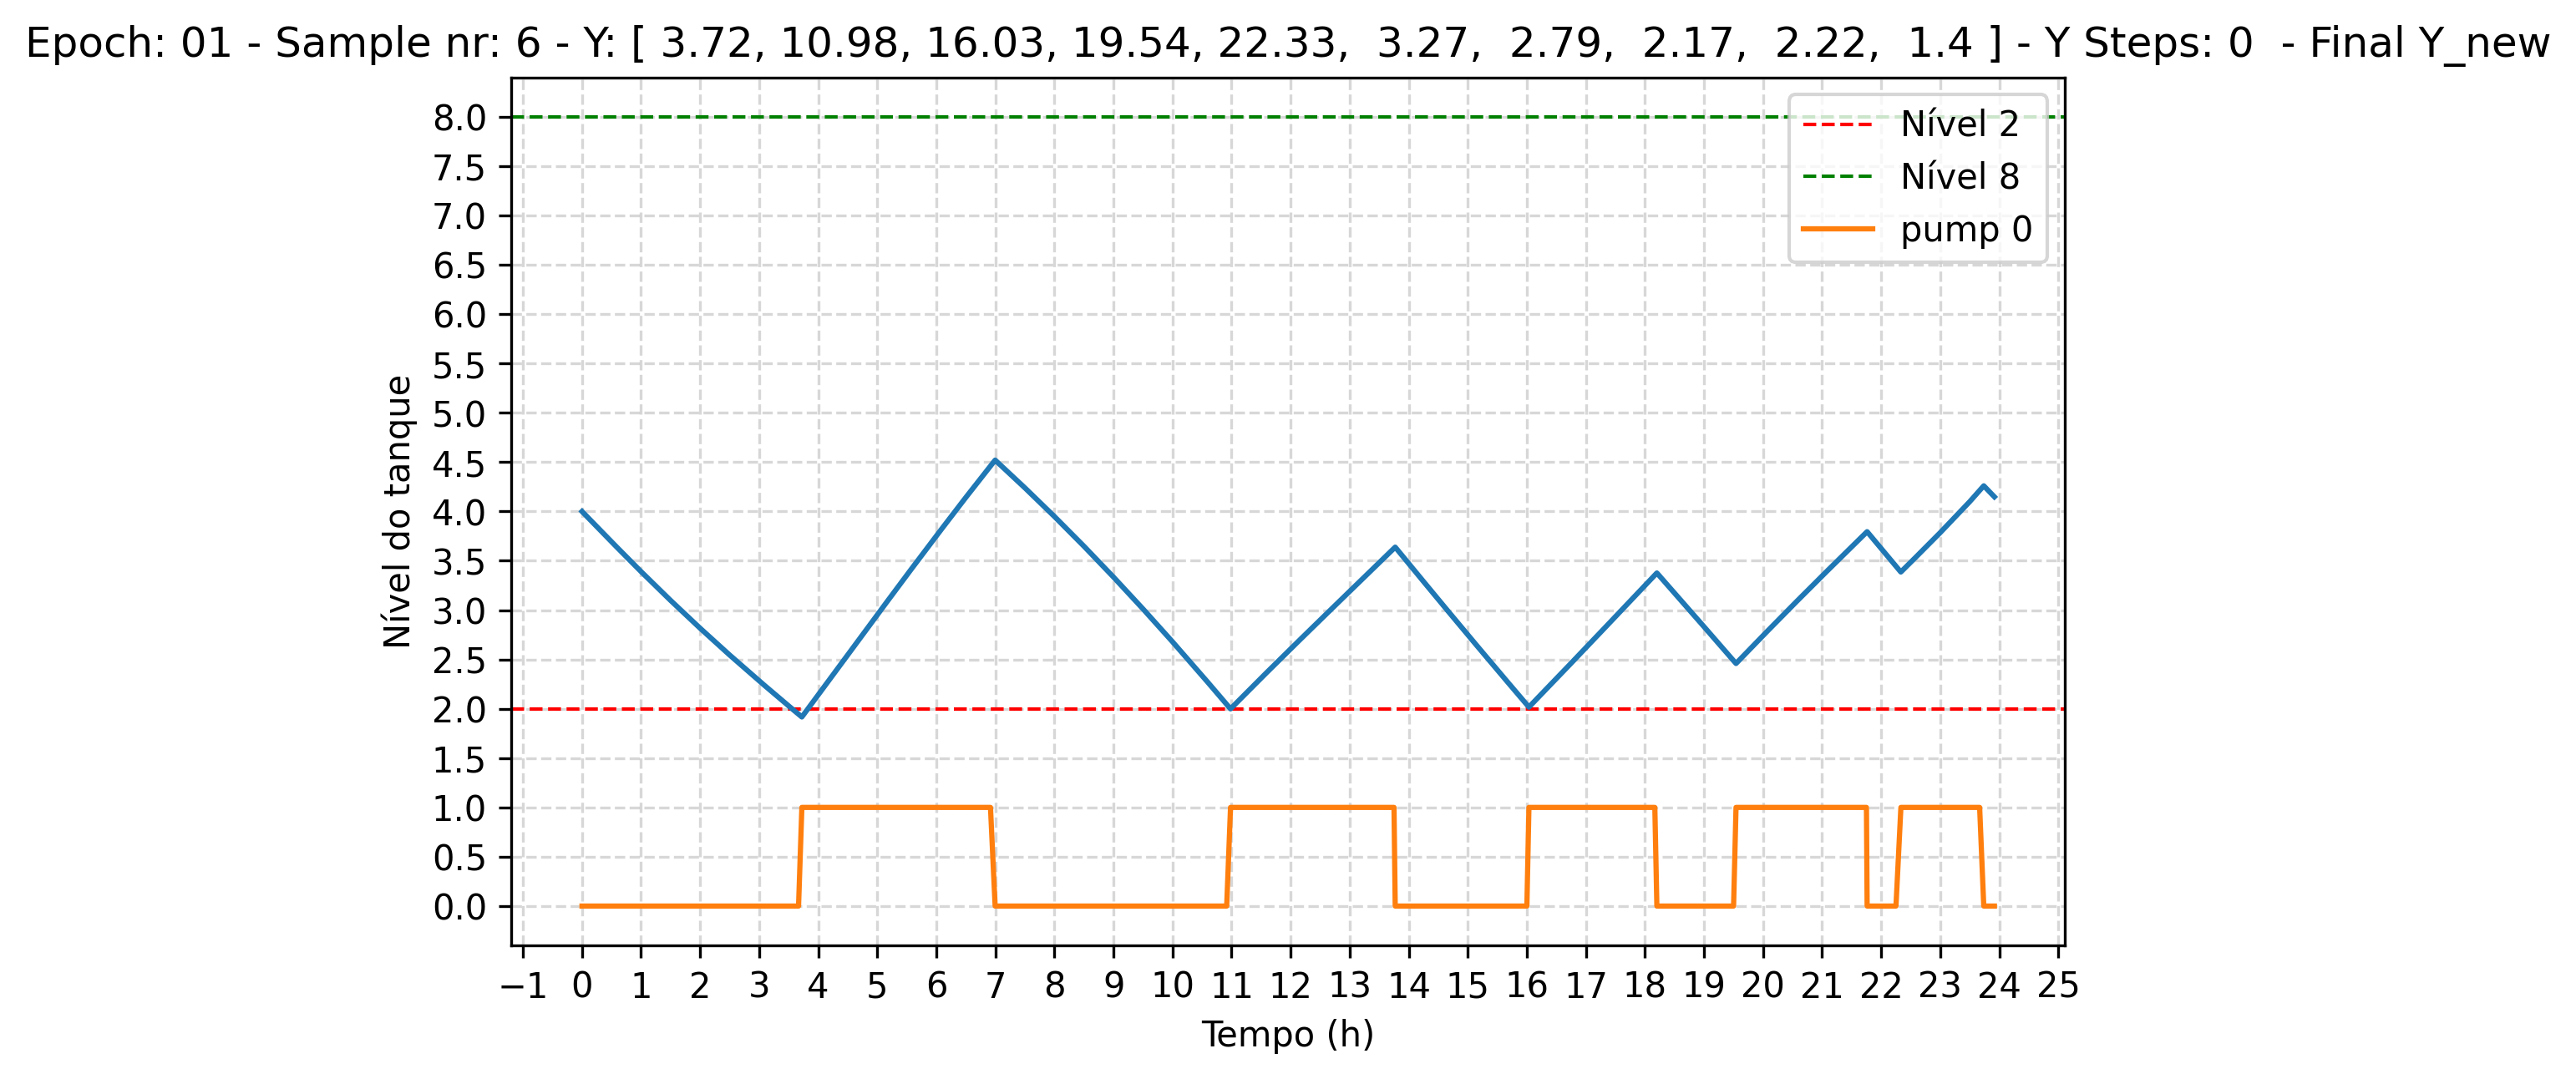 Epoch: 01 - Sample nr: 6 - Y: [ 3.72, 10.98, 16.03, 19.54, 22.33,  3.27,  2.79,  2.17,  2.22,  1.4 ] - Y Steps: 0  - Final Y_new
8.0
7.5
7.0
6.5
6.0
5.5
5.0
4.5
4.0
3.5
3.0
2.5
2.0
1.5
1.0
0.5
0.0
Nível do tanque
Nível 2
Nível 8
pump 0
−1 0 1 2 3 4 5 6 7 8 9 10 11 12 13 14 15 16 17 18 19 20 21 22 23 24 25
Tempo (h)